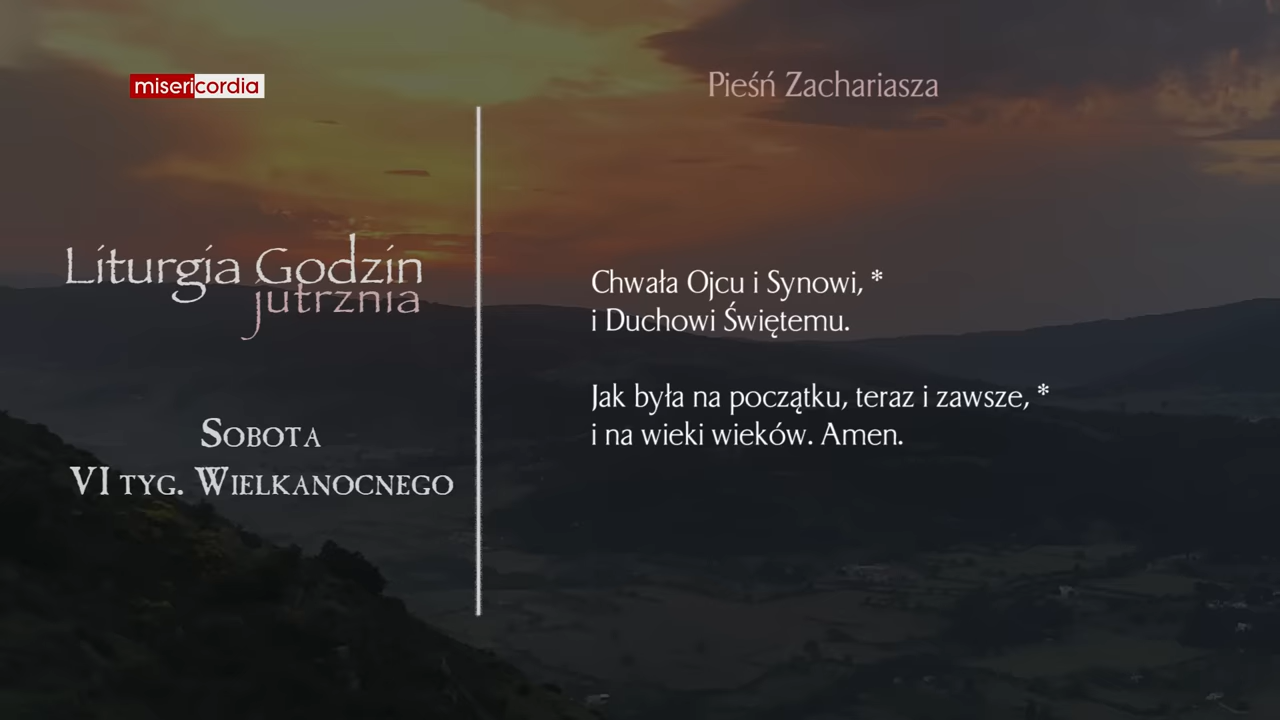 misericordia
Pieśń Zachariasza
Liturgia Godzin
jutrznia
Sobota
VI tyg. Wielkanocnego
Chwała Ojcu i Synowi, *
i Duchowi Świętemu.
Jak była na początku, teraz i zawsze, *
i na wieki wieków. Amen.